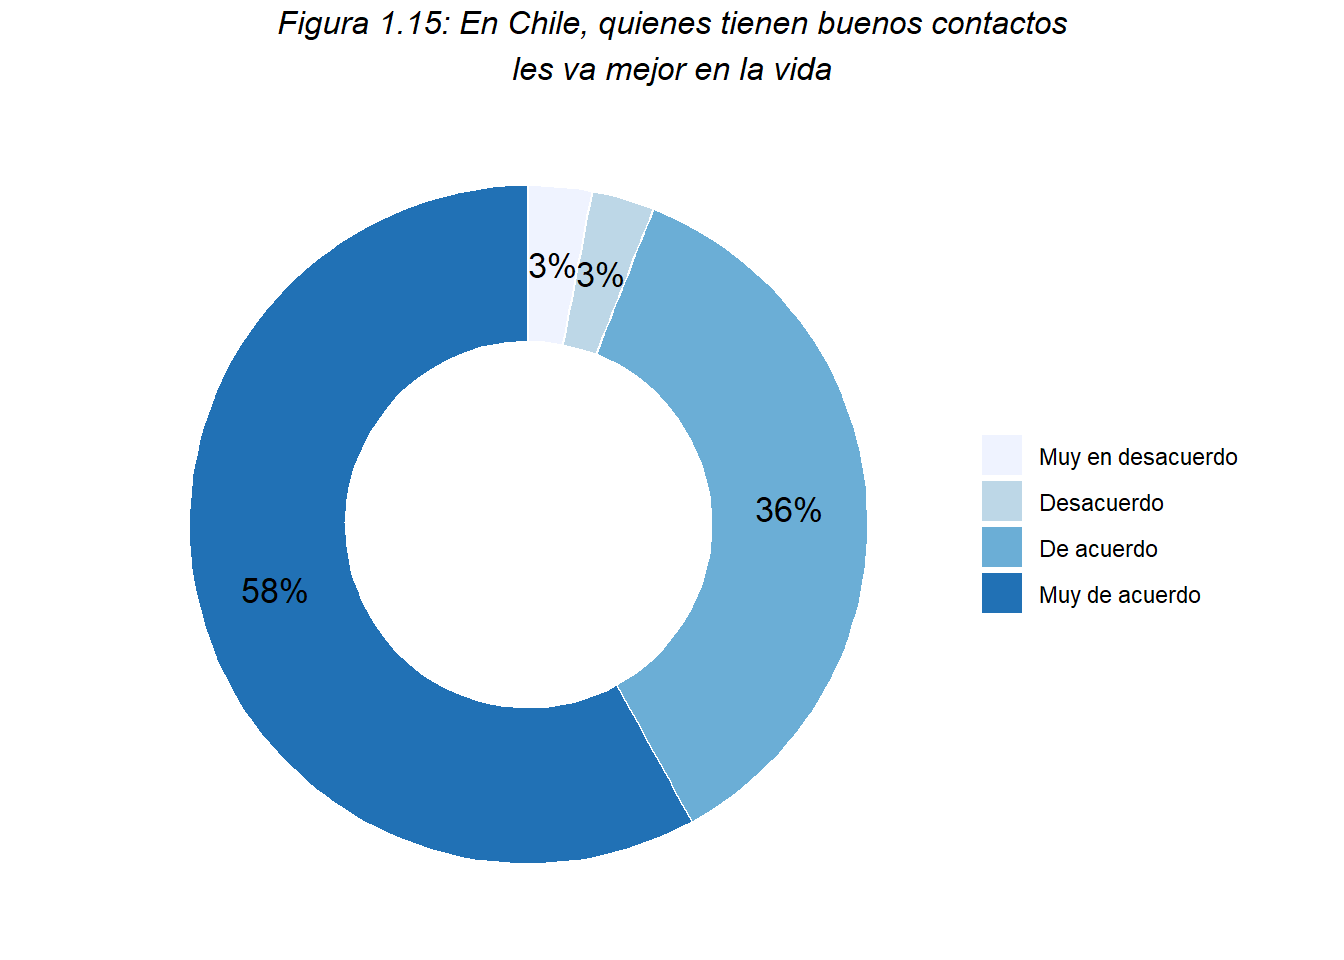 Figura 1.15: En Chile, quienes tienen buenos contactos
les va mejor en la vida
3%
3%
36%
58%
Muy en desacuerdo
Desacuerdo
De acuerdo
Muy de acuerdo